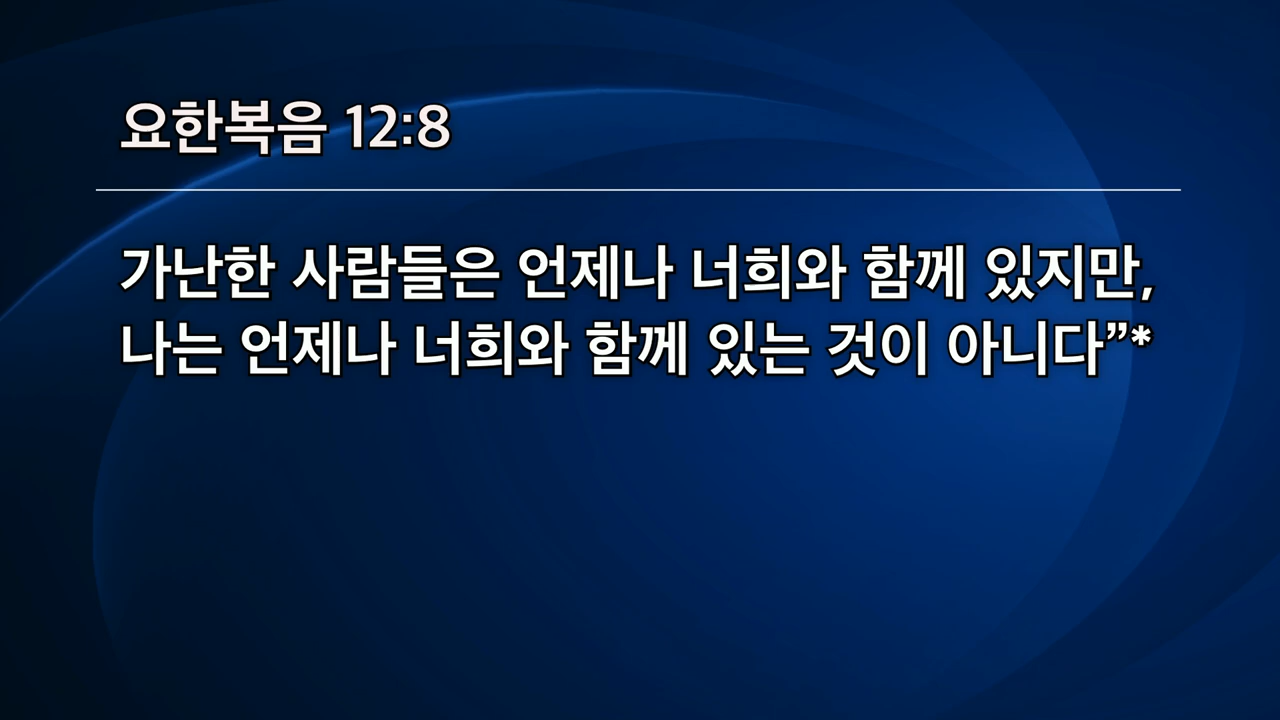 요한복음 12:8
가난한 사람들은 언제나 너희와 함께 있지만,
나는 언제나 너희와 함께 있는 것이 아니다”*